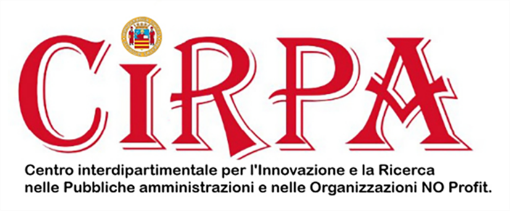 CiRPA
Centro interdipartimentale per l'Innovazione e la Ricerca
nelle Pubbliche amministrazioni e nelle Organizzazioni NO Profit.